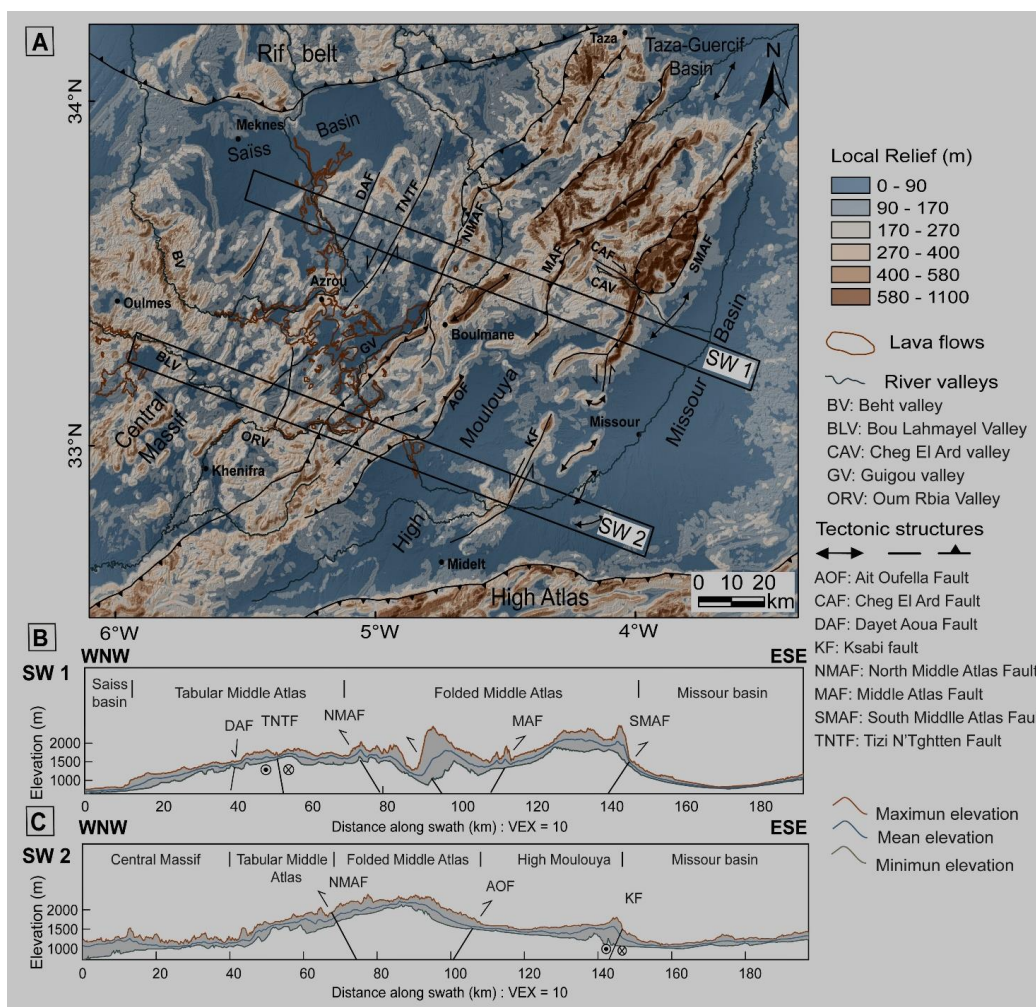 A
Rif belt
Taza
Taza-Guercif
Basin
N
34°N
Meknes
Basin
Saïss
DAF
TNTF
NMAF
MAF
CAF
CAV
SMAF
BV
Oulmes
Azrou
GV
Boulmane
SW 1
Basin
BLV
Central
Massif
ORV
AOF
Moulouya
Missour
Missour
33°N
Khenifra
KF
High
SW 2
Midelt
High Atlas
0 10 20
km
6°W
5°W
4°W
Local Relief (m)
0 - 90
90 - 170
170 - 270
270 - 400
400 - 580
580 - 1100
Lava flows
River valleys
BV: Beht valley
BLV: Bou Lahmayel Valley
CAV: Cheg El Ard valley
GV: Guigou valley
ORV: Oum Rbia Valley
Tectonic structures
AOF: Ait Oufella Fault
CAF: Cheg El Ard Fault
DAF: Dayet Aoua Fault
KF: Ksabi fault
NMAF: North Middle Atlas Fault
MAF: Middle Atlas Fault
SMAF: South Middlle Atlas Fault
TNTF: Tizi N'Tghtten Fault
Maximun elevation
Mean elevation
Minimun elevation
B
WNW
ESE
SW 1
Saiss
basin
Tabular Middle Atlas
Folded Middle Atlas
Missour basin
DAF
TNTF
NMAF
MAF
SMAF
Elevation (m)
2000
1500
1000
0 20 40 60 80 100 120 140 160 180
Distance along swath (km) : VEX = 10
C
WNW
ESE
SW 2
Central Massif
Tabular Middle
Atlas
Folded Middle Atlas
High Moulouya
Missour basin
NMAF
AOF
KF
Elevation (m)
2000
1500
1000
0 20 40 60 80 100 120 140 160 180
Distance along swath (km) : VEX = 10